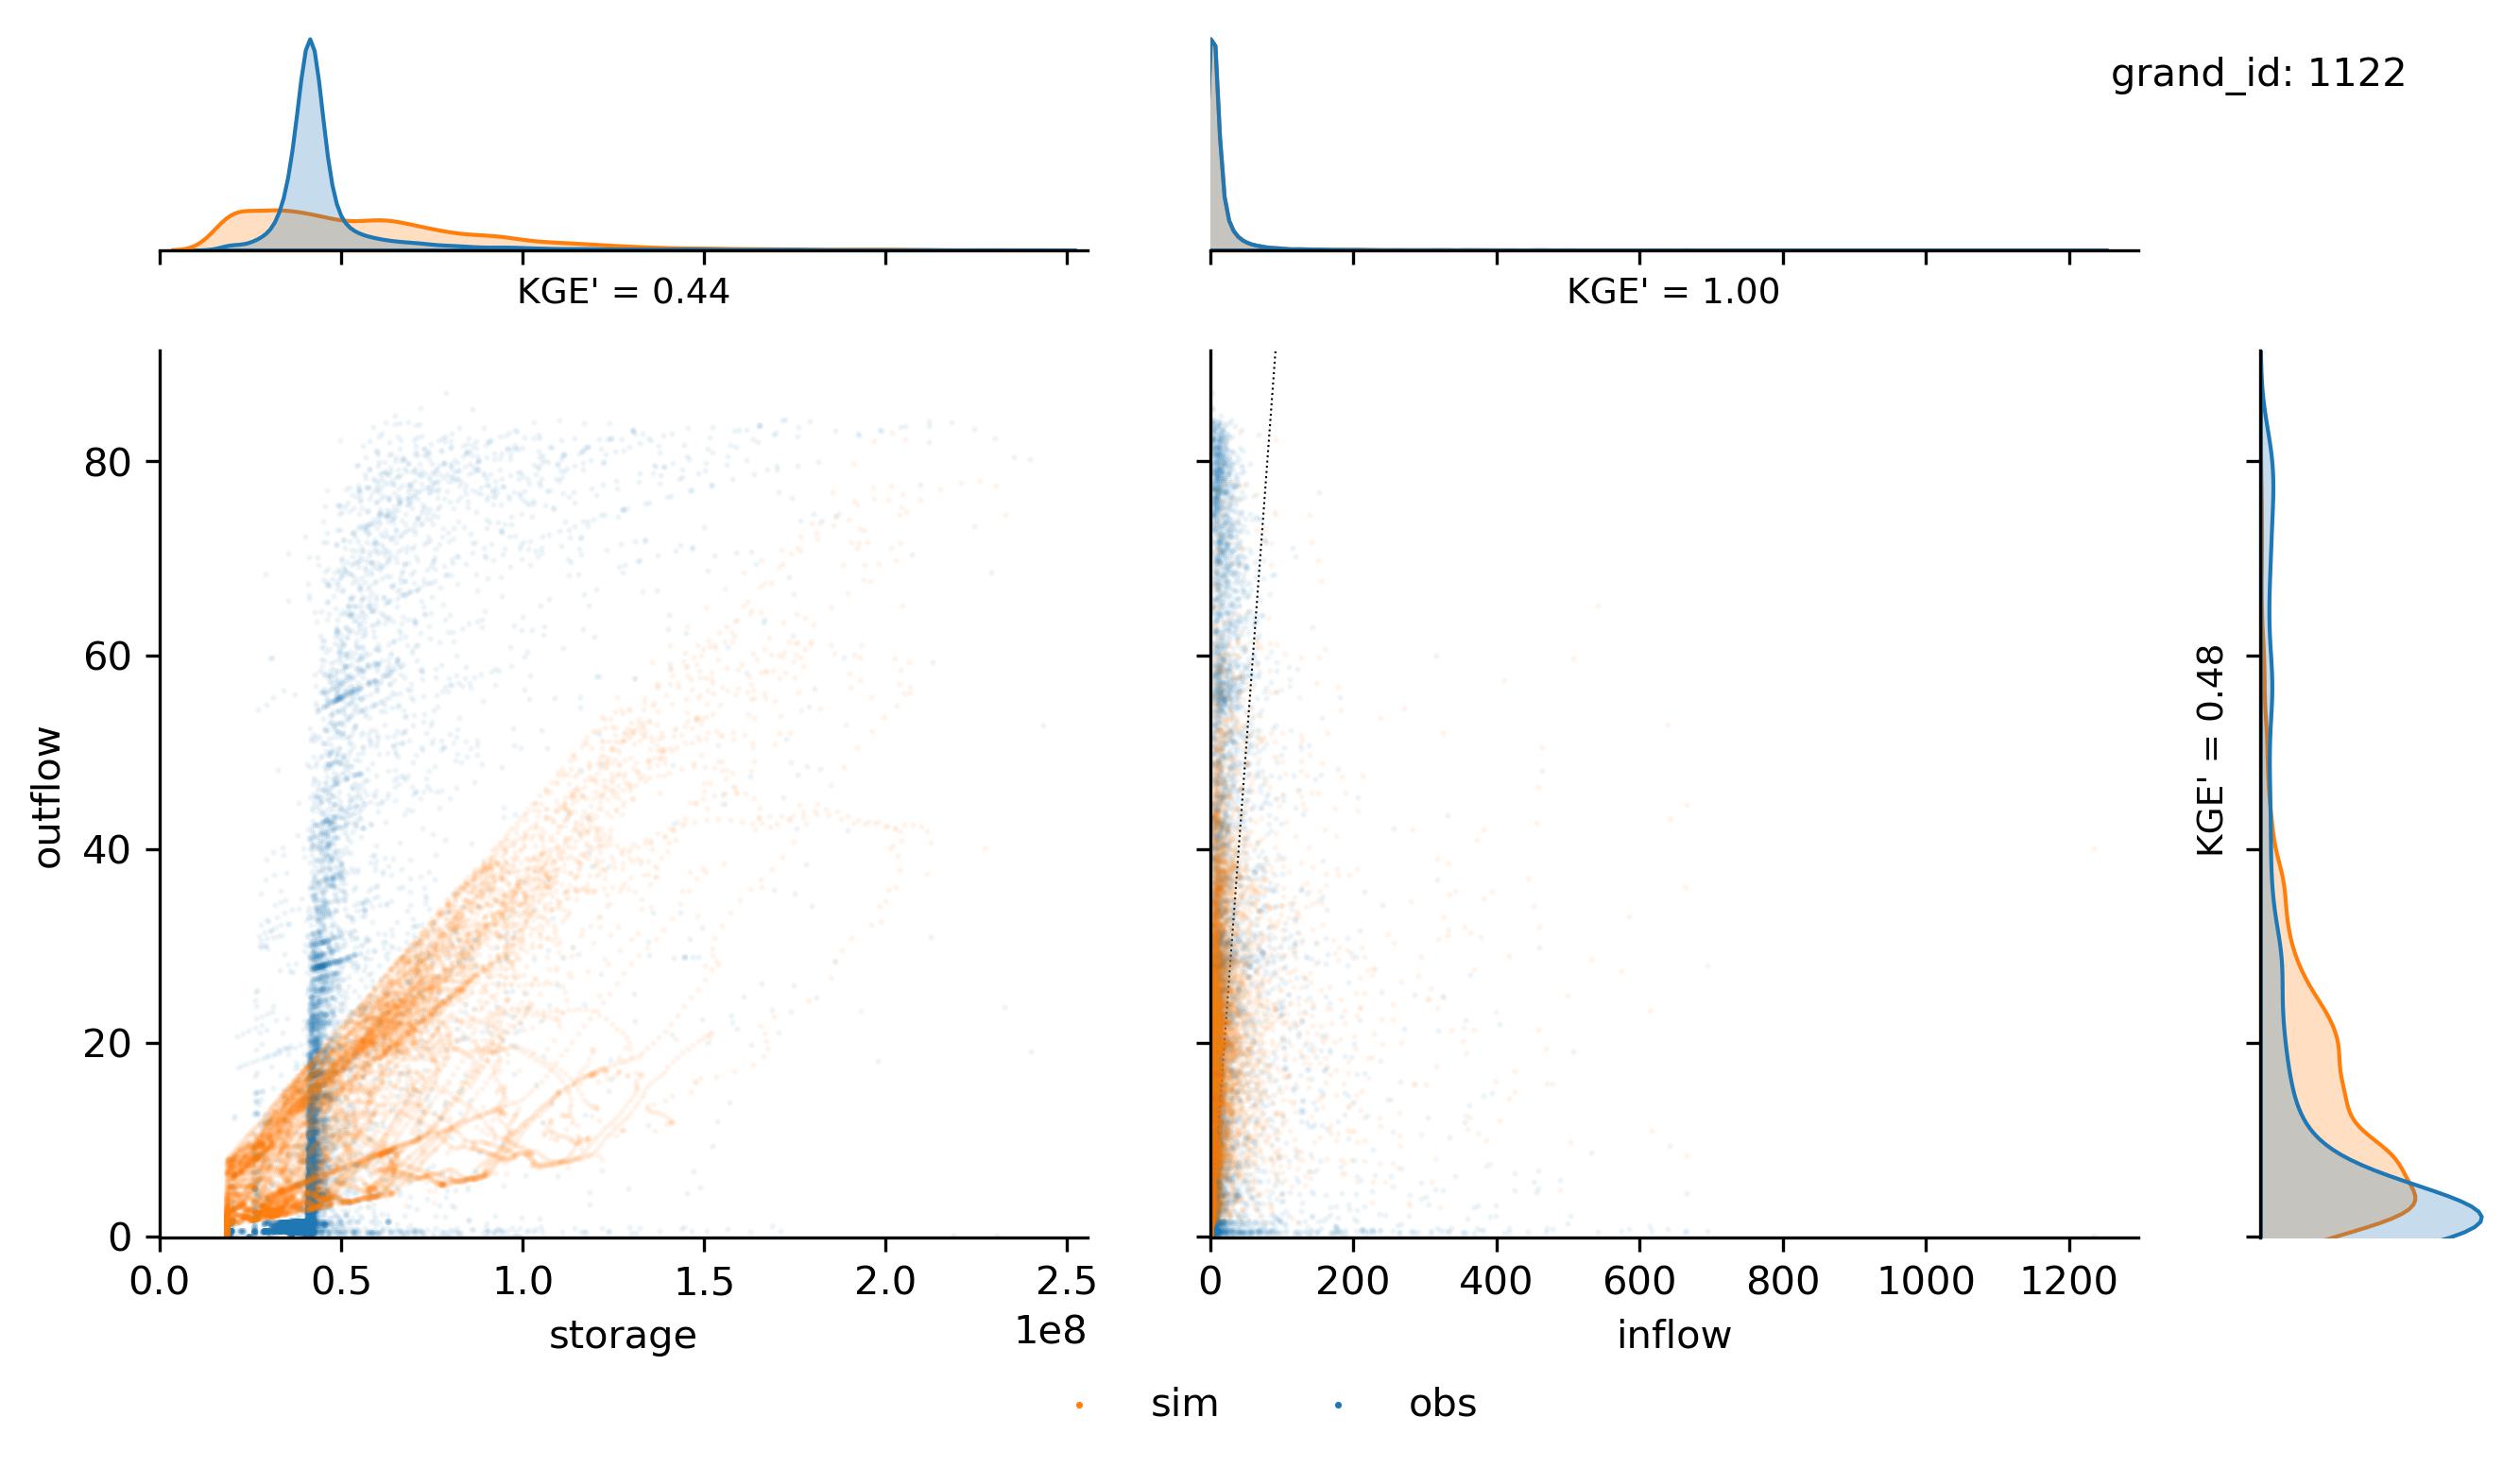 grand_id: 1122
KGE' = 0.44
KGE' = 1.00
outflow
80
60
40
20
0
KGE' = 0.48
0.0 0.5 1.0 1.5 2.0 2.5
1e8
storage
0 200 400 600 800 1000 1200
inflow
sim obs